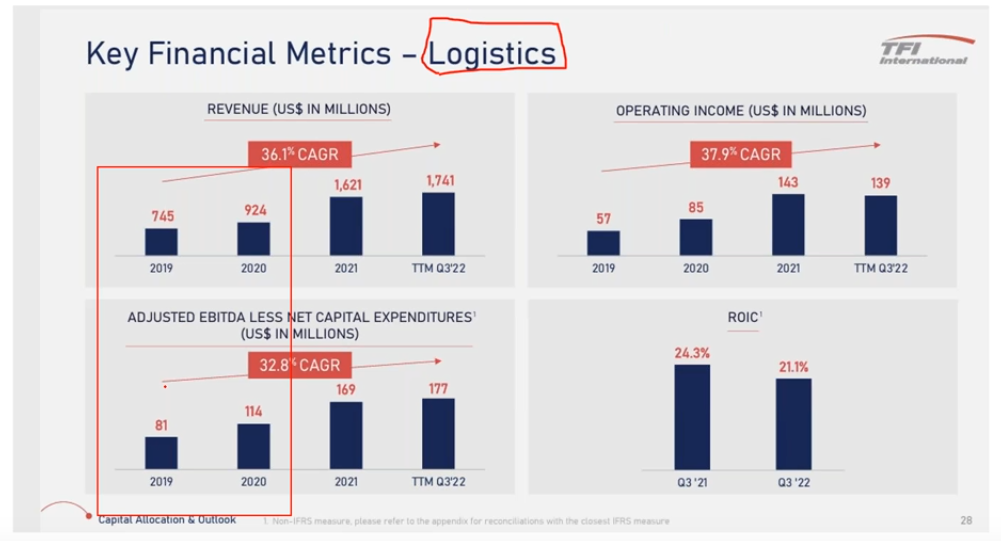 Key Financial Metrics – Logistics
TFI
International
REVENUE (US$ IN MILLIONS)
36.1% CAGR
745
924
1,621
1,741
2019
2020
2021
TTM Q3'22
OPERATING INCOME (US$ IN MILLIONS)
37.9% CAGR
57
85
143
139
2019
2020
2021
TTM Q3'22
ADJUSTED EBITDA LESS NET CAPITAL EXPENDITURES¹
(US$ IN MILLIONS)
32.8% CAGR
81
114
169
177
2019
2020
2021
TTM Q3'22
ROIC¹
24.3%
21.1%
Q3 '21
Q3 '22
Capital Allocation & Outlook
1. Non-IFRS measure, please refer to the appendix for reconciliations with the closest IFRS measure
28